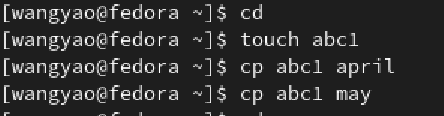 [wangyao@fedora ~]$ cd
[wangyao@fedora ~]$ touch abc1
[wangyao@fedora ~]$ cp abc1 april
[wangyao@fedora ~]$ cp abc1 may